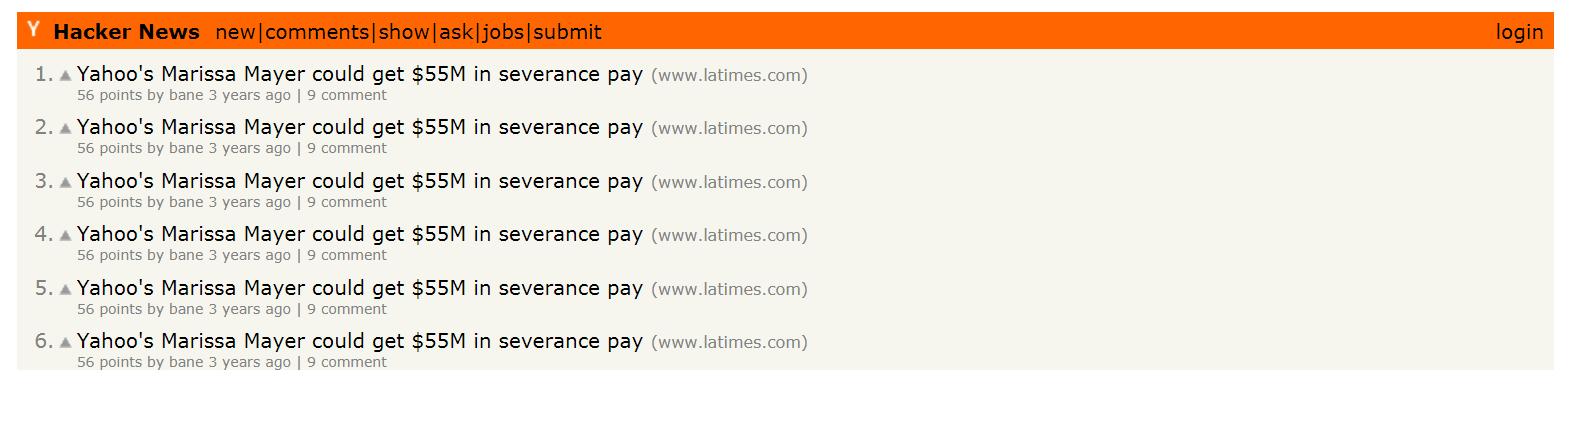 Y Hacker News new|comments|show|ask|jobs|submit login
1. Yahoo's Marissa Mayer could get $55M in severance pay (www.latimes.com)
56 points by bane 3 years ago | 9 comment
2. Yahoo's Marissa Mayer could get $55M in severance pay (www.latimes.com)
56 points by bane 3 years ago | 9 comment
3. Yahoo's Marissa Mayer could get $55M in severance pay (www.latimes.com)
56 points by bane 3 years ago | 9 comment
4. Yahoo's Marissa Mayer could get $55M in severance pay (www.latimes.com)
56 points by bane 3 years ago | 9 comment
5. Yahoo's Marissa Mayer could get $55M in severance pay (www.latimes.com)
56 points by bane 3 years ago | 9 comment
6. Yahoo's Marissa Mayer could get $55M in severance pay (www.latimes.com)
56 points by bane 3 years ago | 9 comment